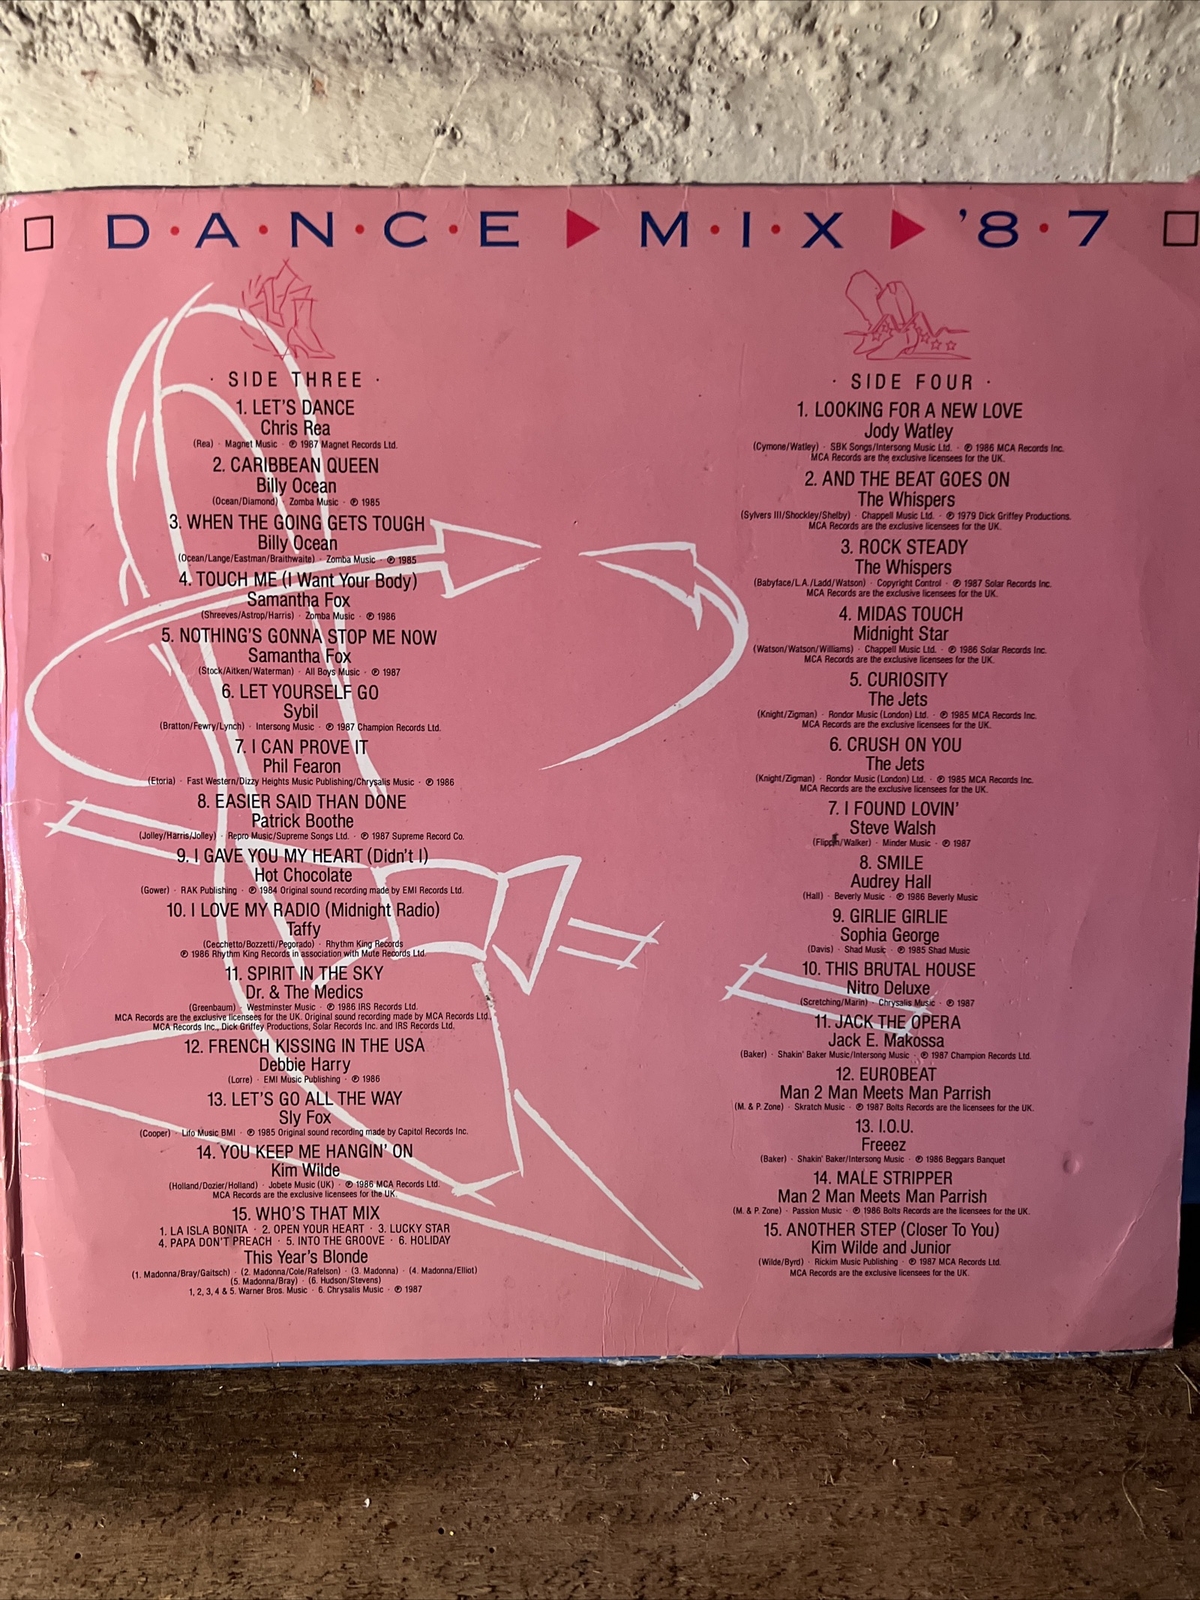 D·A·N·C·E ▶ M·I·X ▶ '8·7
· SIDE THREE ·
1. LET'S DANCE
Chris Rea
(Rea) · Magnet Music · ℗ 1987 Magnet Records Ltd.
2. CARIBBEAN QUEEN
Billy Ocean
(Ocean/Diamond) · Zomba Music · ℗ 1985
3. WHEN THE GOING GETS TOUGH
Billy Ocean
(Ocean/Lange/Eastman/Braithwaite) · Zomba Music · ℗ 1985
4. TOUCH ME (I Want Your Body)
Samantha Fox
(Shreeves/Astrop/Harris) · Zomba Music · ℗ 1986
5. NOTHING'S GONNA STOP ME NOW
Samantha Fox
(Stock/Aitken/Waterman) · All Boys Music · ℗ 1987
6. LET YOURSELF GO
Sybil
(Bratton/Fewry/Lynch) · Intersong Music · ℗ 1987 Champion Records Ltd.
7. I CAN PROVE IT
Phil Fearon
(Etoria) · Fast Western/Dizzy Heights Music Publishing/Chrysalis Music · ℗ 1986
8. EASIER SAID THAN DONE
Patrick Boothe
(Jolley/Harris/Jolley) · Repro Music/Supreme Songs Ltd. · ℗ 1987 Supreme Record Co.
9. I GAVE YOU MY HEART (Didn't I)
Hot Chocolate
(Gower) · RAK Publishing · ℗ 1984 Original sound recording made by EMI Records Ltd.
10. I LOVE MY RADIO (Midnight Radio)
Taffy
(Cecchetto/Bozzetti/Pegorado) · Rhythm King Records
℗ 1986 Rhythm King Records in association with Mute Records Ltd.
11. SPIRIT IN THE SKY
Dr. & The Medics
(Greenbaum) · Westminster Music · ℗ 1986 IRS Records Ltd.
MCA Records are the exclusive licensees for the UK. Original sound recording made by MCA Records Ltd.,
MCA Records Inc., Dick Griffey Productions, Solar Records Inc. and IRS Records Ltd.
12. FRENCH KISSING IN THE USA
Debbie Harry
(Lorre) · EMI Music Publishing · ℗ 1986
13. LET'S GO ALL THE WAY
Sly Fox
(Cooper) · Lifo Music BMI · ℗ 1985 Original sound recording made by Capitol Records Inc.
14. YOU KEEP ME HANGIN' ON
Kim Wilde
(Holland/Dozier/Holland) · Jobete Music (UK) · ℗ 1986 MCA Records Ltd.
MCA Records are the exclusive licensees for the UK.
15. WHO'S THAT MIX
1. LA ISLA BONITA · 2. OPEN YOUR HEART · 3. LUCKY STAR
4. PAPA DON'T PREACH · 5. INTO THE GROOVE · 6. HOLIDAY
This Year's Blonde
(1. Madonna/Bray/Gaitsch) · (2. Madonna/Cole/Rafelson) · (3. Madonna) · (4. Madonna/Elliot)
(5. Madonna/Bray) · (6. Hudson/Stevens)
1, 2, 3, 4 & 5. Warner Bros. Music · 6. Chrysalis Music · ℗ 1987
· SIDE FOUR ·
1. LOOKING FOR A NEW LOVE
Jody Watley
(Cymone/Watley) · SBK Songs/Intersong Music Ltd. · ℗ 1986 MCA Records Inc.
MCA Records are the exclusive licensees for the UK.
2. AND THE BEAT GOES ON
The Whispers
(Sylvers III/Shockley/Shelby) · Chappell Music Ltd. · ℗ 1979 Dick Griffey Productions.
MCA Records are the exclusive licensees for the UK.
3. ROCK STEADY
The Whispers
(Babyface/L.A./Ladd/Watson) · Copyright Control · ℗ 1987 Solar Records Inc.
MCA Records are the exclusive licensees for the UK.
4. MIDAS TOUCH
Midnight Star
(Watson/Watson/Williams) · Chappell Music Ltd. · ℗ 1986 Solar Records Inc.
MCA Records are the exclusive licensees for the UK.
5. CURIOSITY
The Jets
(Knight/Zigman) · Rondor Music (London) Ltd. · ℗ 1985 MCA Records Inc.
MCA Records are the exclusive licensees for the UK.
6. CRUSH ON YOU
The Jets
(Knight/Zigman) · Rondor Music (London) Ltd. · ℗ 1985 MCA Records Inc.
MCA Records are the exclusive licensees for the UK.
7. I FOUND LOVIN'
Steve Walsh
(Flippin/Walker) · Minder Music · ℗ 1987
8. SMILE
Audrey Hall
(Hall) · Beverly Music · ℗ 1986 Beverly Music
9. GIRLIE GIRLIE
Sophia George
(Davis) · Shad Music · ℗ 1985 Shad Music
10. THIS BRUTAL HOUSE
Nitro Deluxe
(Scretching/Marin) · Chrysalis Music · ℗ 1987
11. JACK THE OPERA
Jack E. Makossa
(Baker) · Shakin' Baker Music/Intersong Music · ℗ 1987 Champion Records Ltd.
12. EUROBEAT
Man 2 Man Meets Man Parrish
(M. & P. Zone) · Skratch Music · ℗ 1987 Bolts Records are the licensees for the UK.
13. I.O.U.
Freeez
(Baker) · Shakin' Baker/Intersong Music · ℗ 1986 Beggars Banquet
14. MALE STRIPPER
Man 2 Man Meets Man Parrish
(M. & P. Zone) · Passion Music · ℗ 1986 Bolts Records are the licensees for the UK.
15. ANOTHER STEP (Closer To You)
Kim Wilde and Junior
(Wilde/Byrd) · Rickim Music Publishing · ℗ 1987 MCA Records Ltd.
MCA Records are the exclusive licensees for the UK.